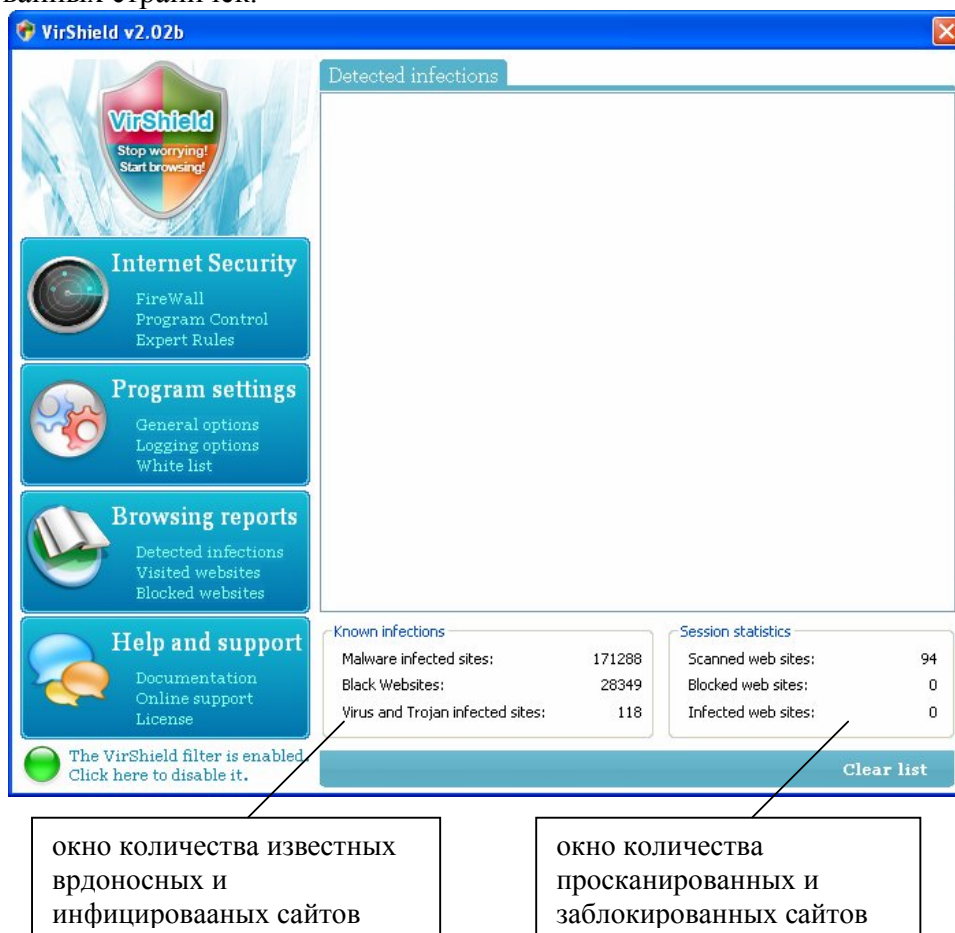 ванных страничек.
VirShield v2.02b
VirShield
Stop worrying!
Start browsing!
Internet Security
FireWall
Program Control
Expert Rules
Program settings
General options
Logging options
White list
Browsing reports
Detected infections
Visited websites
Blocked websites
Help and support
Documentation
Online support
License
The VirShield filter is enabled.
Click here to disable it.
Detected infections
Known infections
Malware infected sites: 171288
Black Websites: 28349
Virus and Trojan infected sites: 118
Session statistics
Scanned web sites: 94
Blocked web sites: 0
Infected web sites: 0
Clear list
окно количества известных
врдоносных и
инфицироваaных сайтов
окно количества
просканированных и
заблокированных сайтов